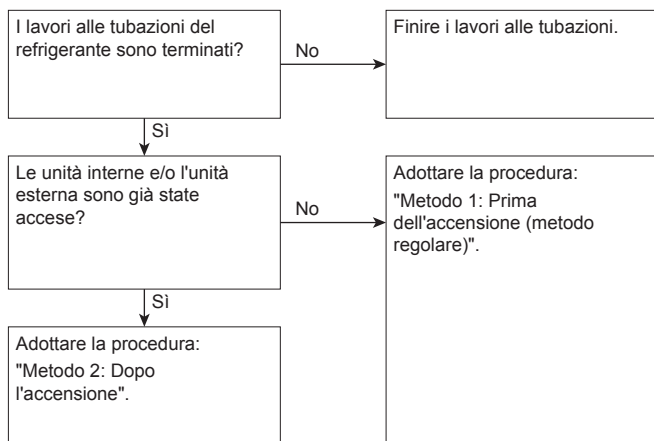 I lavori alle tubazioni del
refrigerante sono terminati?
No
Finire i lavori alle tubazioni.
Sì
Le unità interne e/o l'unità
esterna sono già state
accese?
No
Adottare la procedura:
"Metodo 1: Prima
dell'accensione (metodo
regolare)".
Sì
Adottare la procedura:
"Metodo 2: Dopo
l'accensione".